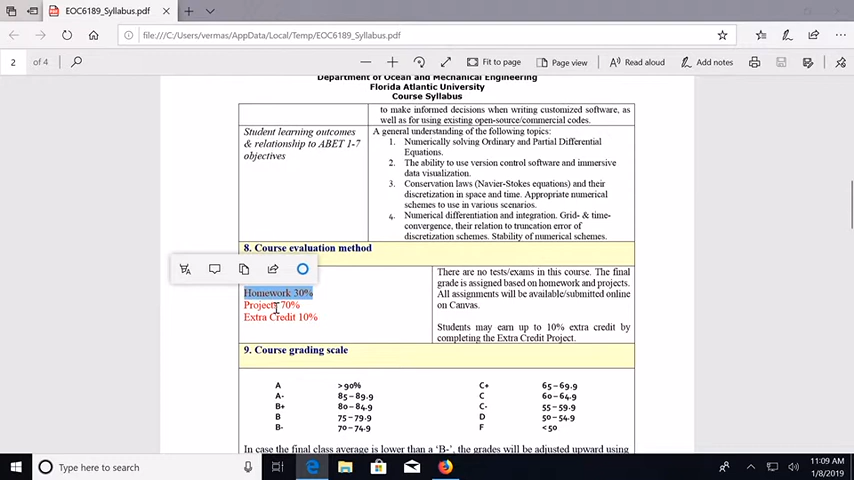 EOC6189_Syllabus.pdf
file:///C:/Users/vermas/AppData/Local/Temp/EOC6189_Syllabus.pdf
2 of 4
Fit to page
Page view
Read aloud
Add notes
Department of Ocean and Mechanical Engineering
Florida Atlantic University
Course Syllabus
to make informed decisions when writing customized software, as
well as for using existing open-source/commercial codes.
Student learning outcomes
& relationship to ABET 1-7
objectives
A general understanding of the following topics:
1. Numerically solving Ordinary and Partial Differential
Equations.
2. The ability to use version control software and immersive
data visualization.
3. Conservation laws (Navier-Stokes equations) and their
discretization in space and time. Appropriate numerical
schemes to use in various scenarios.
4. Numerical differentiation and integration. Grid- & time-
convergence, their relation to truncation error of
discretization schemes. Stability of numerical schemes.
8. Course evaluation method
Homework 30%
Projects 70%
Extra Credit 10%
There are no tests/exams in this course. The final
grade is assigned based on homework and projects.
All assignments will be available/submitted online
on Canvas.
Students may earn up to 10% extra credit by
completing the Extra Credit Project.
9. Course grading scale
A > 90% C+ 65 – 69.9
A- 85 – 89.9 C 60 – 64.9
B+ 80 – 84.9 C- 55 – 59.9
B 75 – 79.9 D 50 – 54.9
B- 70 – 74.9 F < 50
In case the final class average is lower than a ‘B-’, the grades will be adjusted upward using
Type here to search
11:09 AM
1/8/2019